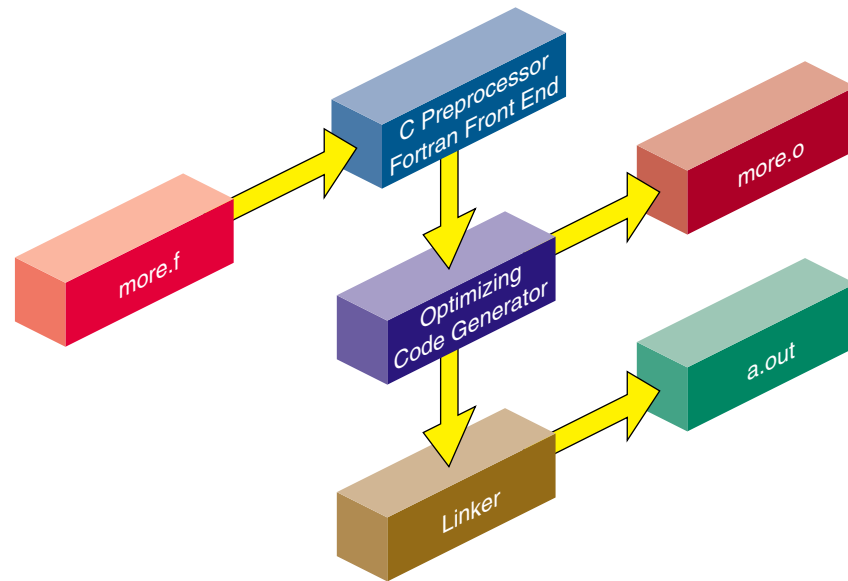 C Preprocessor
Fortran Front End
more.o
more.f
Optimizing
Code Generator
a.out
Linker